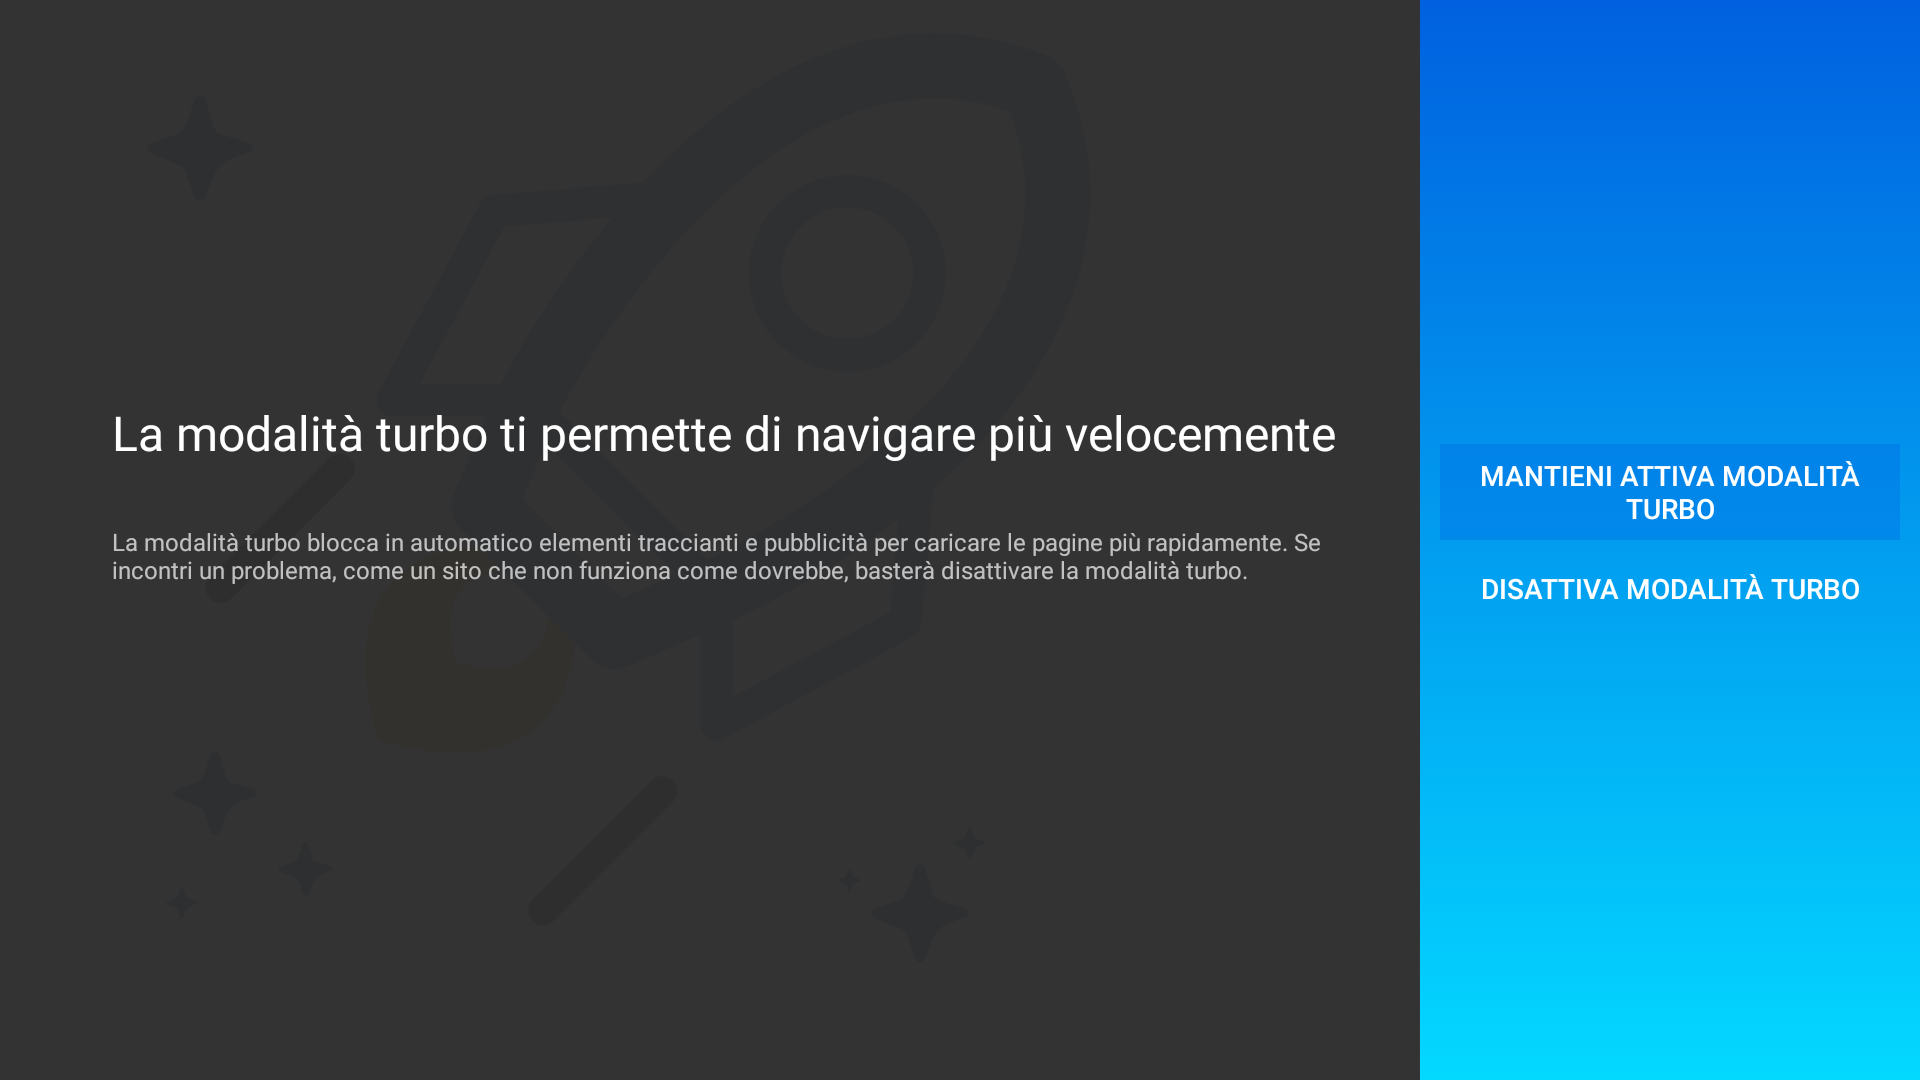 La modalità turbo ti permette di navigare più velocemente
La modalità turbo blocca in automatico elementi traccianti e pubblicità per caricare le pagine più rapidamente. Se
incontri un problema, come un sito che non funziona come dovrebbe, basterà disattivare la modalità turbo.
MANTIENI ATTIVA MODALITÀ
TURBO
DISATTIVA MODALITÀ TURBO